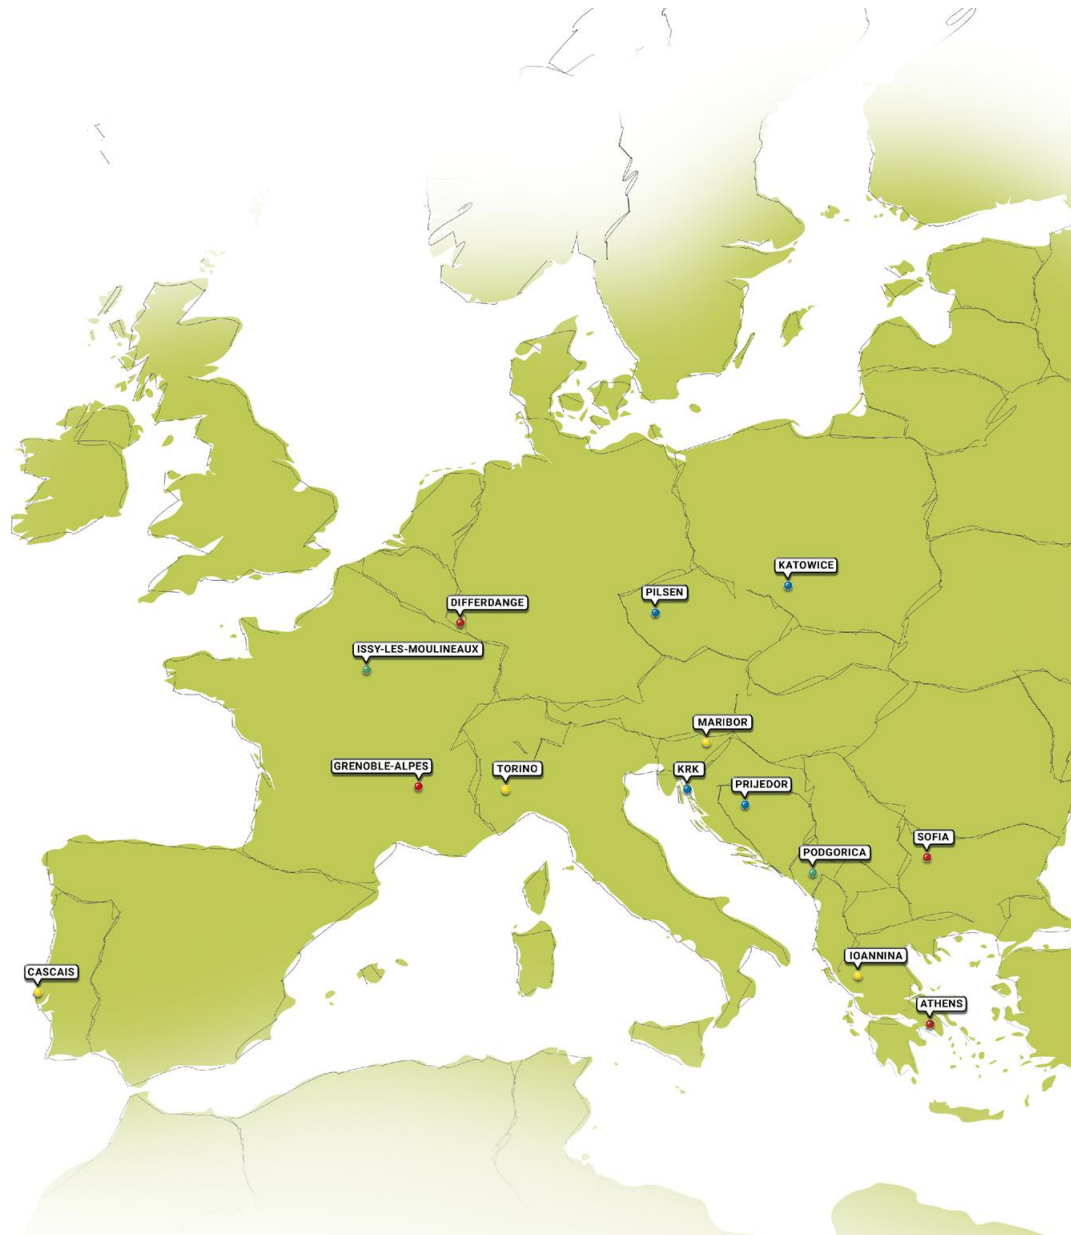 KATOWICE
PILSEN
DIFFERDANGE
ISSY-LES-MOULINEAUX
MARIBOR
GRENOBLE-ALPES
TORINO
KRK
PRIJEDOR
SOFIA
PODGORICA
IOANNINA
CASCAIS
ATHENS